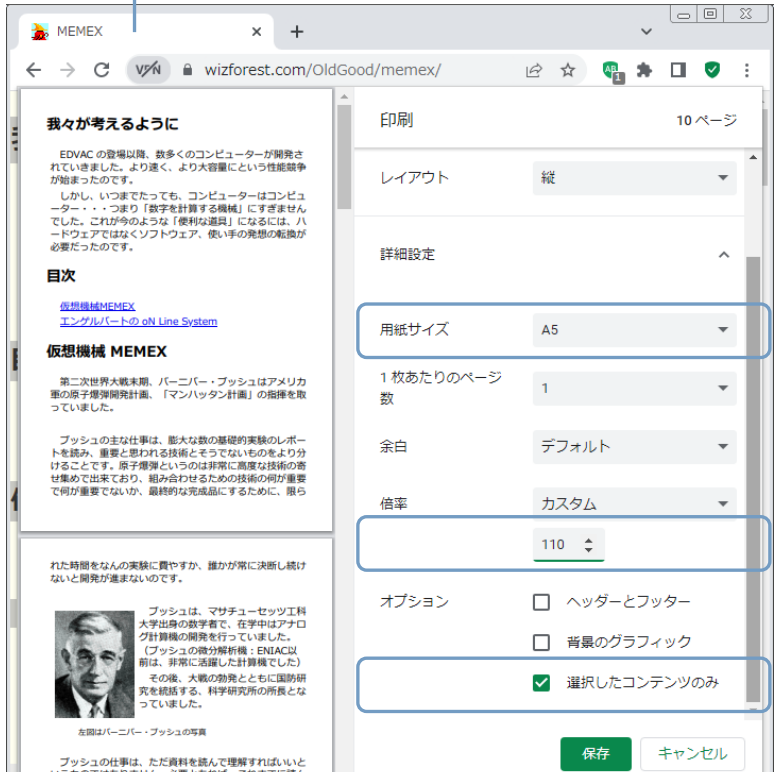 MEMEX
VPN
wizforest.com/OldGood/memex/
AB
1
我々が考えるように
EDVAC の登場以降、数多くのコンピューターが開発さ
れていきました。より速く、より大容量にという性能競争
が始まったのです。
しかし、いつまでたっても、コンピューターはコンピュ
ーター・・・つまり「数字を計算する機械」にすぎません
でした。これが今のような「便利な道具」になるには、ハ
ードウェアではなくソフトウェア、使い手の発想の転換が
必要だったのです。
目次
仮想機械MEMEX
エンゲルバートの oN Line System
仮想機械 MEMEX
第二次世界大戦末期、バーニバー・ブッシュはアメリカ
軍の原子爆弾開発計画、「マンハッタン計画」の指揮を取
っていました。
ブッシュの主な仕事は、膨大な数の基礎的実験のレポー
トを読み、重要と思われる技術とそうでないものをより分
けることです。原子爆弾というのは非常に高度な技術の寄
せ集めで出来ており、組み合わせるための技術の何が重要
で何が重要でないか、最終的な完成品にするために、限ら
れた時間をなんの実験に費やすか、誰かが常に決断し続け
ないと開発が進まないのです。
ブッシュは、マサチューセッツ工科
大学出身の数学者で、在学中はアナロ
グ計算機の開発を行っていました。
（ブッシュの微分解析機：ENIAC以
前は、非常に活躍した計算機でした）
その後、大戦の勃発とともに国防研
究を統括する、科学研究所の所長とな
っていました。
左図はバーニバー・ブッシュの写真
ブッシュの仕事は、ただ資料を読んで理解すればいいと
印刷
10 ページ
レイアウト
縦
詳細設定
用紙サイズ
A5
1 枚あたりのページ
数
1
余白
デフォルト
倍率
カスタム
110
オプション
ヘッダーとフッター
背景のグラフィック
選択したコンテンツのみ
保存
キャンセル